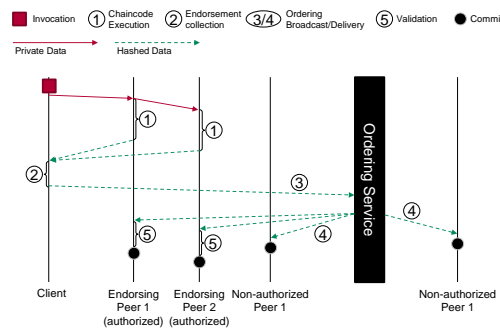 Invocation
1
Chaincode
Execution
2
Endorsement
collection
3/4
Ordering
Broadcast/Delivery
5
Validation
Commi
Private Data
Hashed Data
1
1
2
3
Ordering Service
4
5
5
4
Client
Endorsing
Peer 1
(authorized)
Endorsing
Peer 2
(authorized)
Non-authorized
Peer 1
Non-authorized
Peer 1